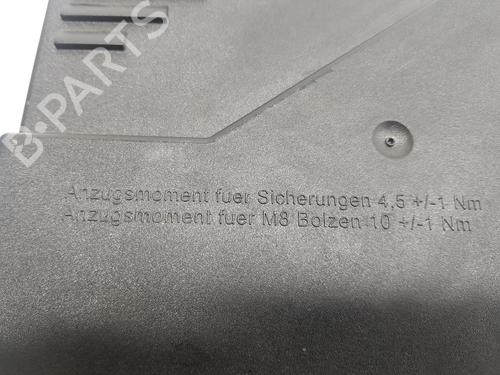 B-PARTS
Anzugsmoment fuer Sicherungen 4,5 +/-1 Nm
Anzugsmoment fuer M8 Bolzen 10 +/-1 Nm